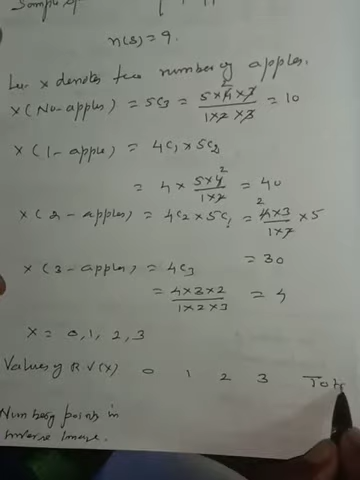 Sample
n(S) = 9.
Let x denotes the number of apples.
X(No-apples) = 5C3 = 5×4×3 / 1×2×3 = 10
X(1-apple) = 4C1 × 5C2
= 4 × 5×4 / 1×2 = 40
X(2-apples) = 4C2 × 5C1 = 4×3 / 1×2 × 5
= 30
X(3-apples) = 4C3
= 4×3×2 / 1×2×3 = 4
X = 0, 1, 2, 3
Values of R.V(X) 0 1 2 3 Tot
Number points in
inverse image.